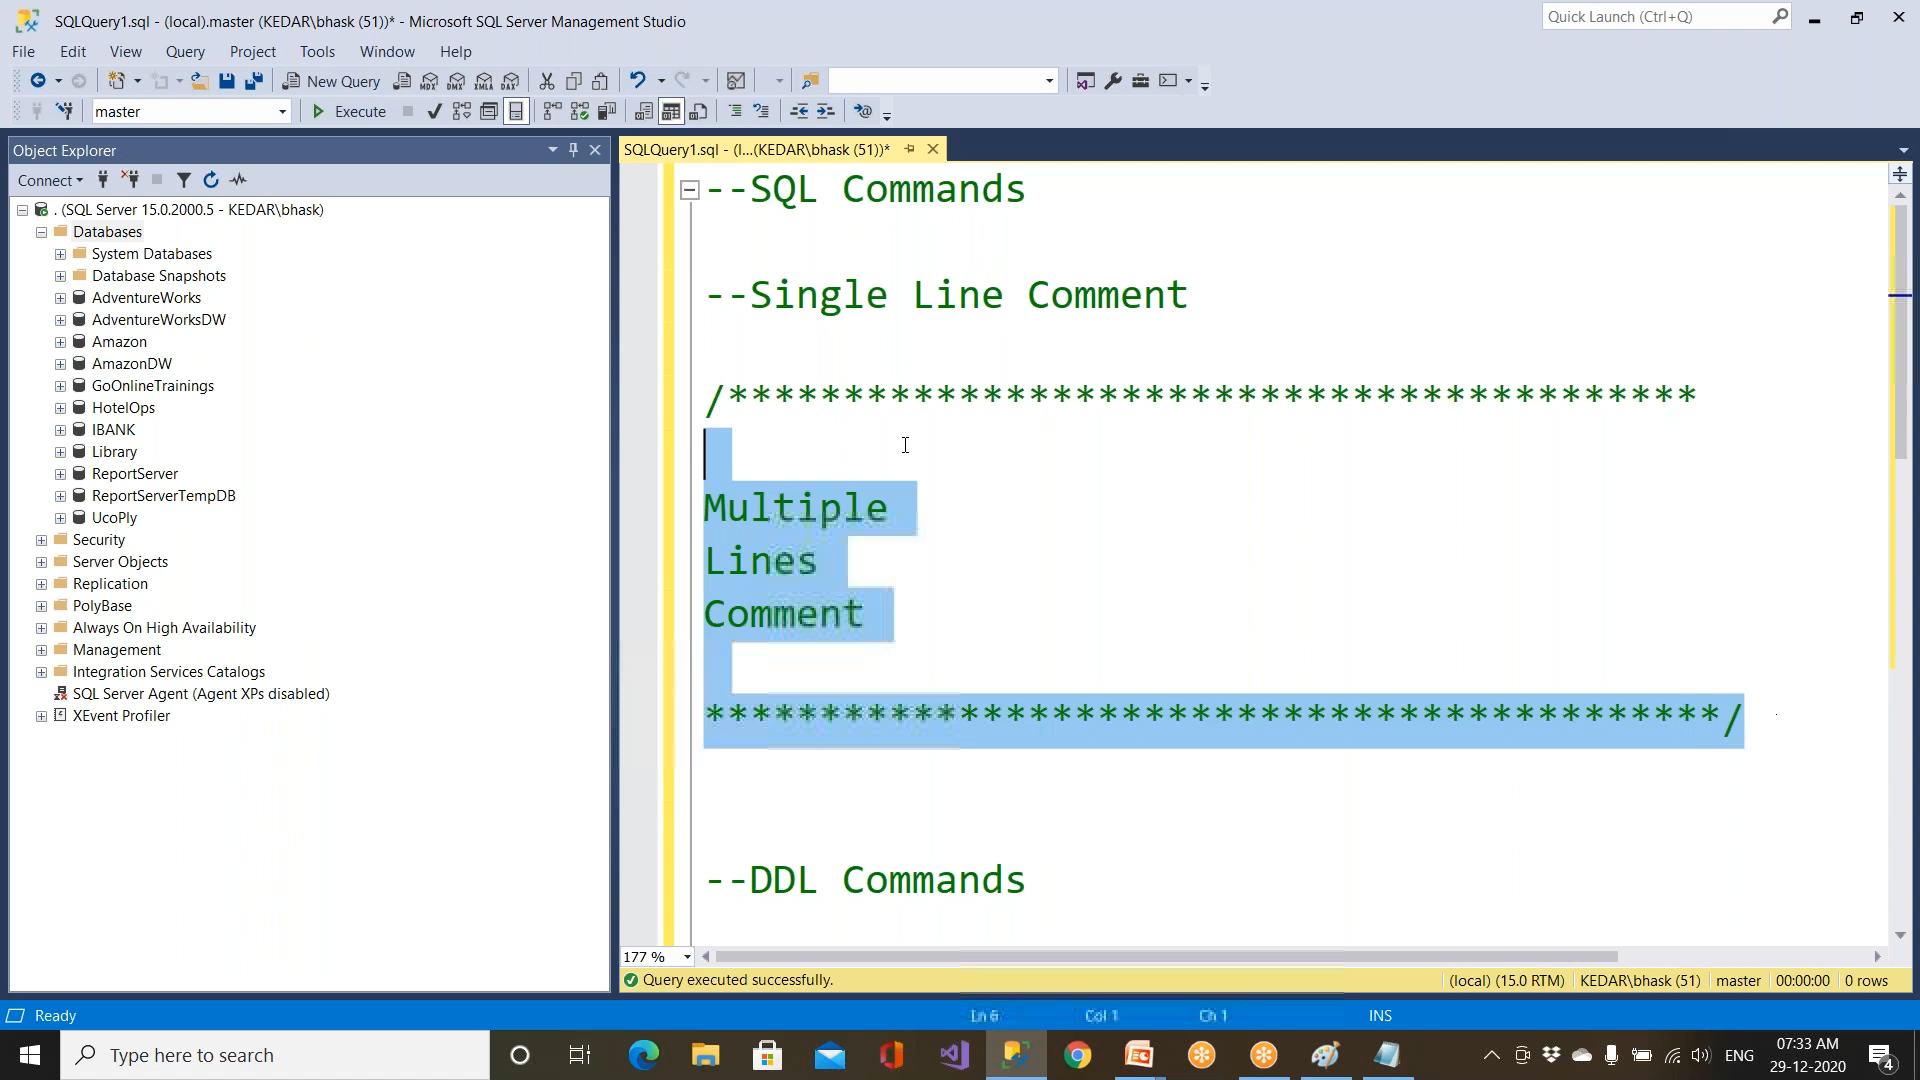 SQLQuery1.sql - (local).master (KEDAR\bhask (51))* - Microsoft SQL Server Management Studio
Quick Launch (Ctrl+Q)
File Edit View Query Project Tools Window Help
New Query
MDX DMX XMLA DAX
master
Execute
Object Explorer
SQLQuery1.sql - (l...(KEDAR\bhask (51))*
Connect
. (SQL Server 15.0.2000.5 - KEDAR\bhask)
Databases
System Databases
Database Snapshots
AdventureWorks
AdventureWorksDW
Amazon
AmazonDW
GoOnlineTrainings
HotelOps
IBANK
Library
ReportServer
ReportServerTempDB
UcoPly
Security
Server Objects
Replication
PolyBase
Always On High Availability
Management
Integration Services Catalogs
SQL Server Agent (Agent XPs disabled)
XEvent Profiler
--SQL Commands
--Single Line Comment
/******************************************
Multiple
Lines
Comment
********************************************/
--DDL Commands
177 %
Query executed successfully.
(local) (15.0 RTM) KEDAR\bhask (51) master 00:00:00 0 rows
Ready
Ln 6 Col 1 Ch 1 INS
Type here to search
ENG
07:33 AM
29-12-2020
4